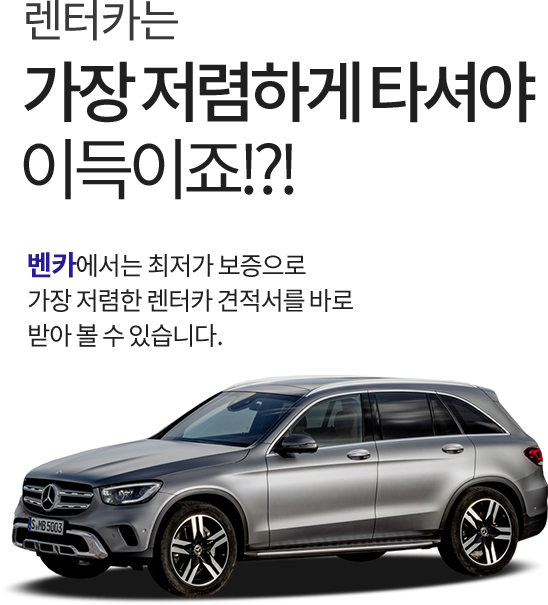 렌터카는
가장 저렴하게 타셔야
이득이죠!?!
벤카에서는 최저가 보증으로
가장 저렴한 렌터카 견적서를 바로
받아 볼 수 있습니다.
S MB 5003